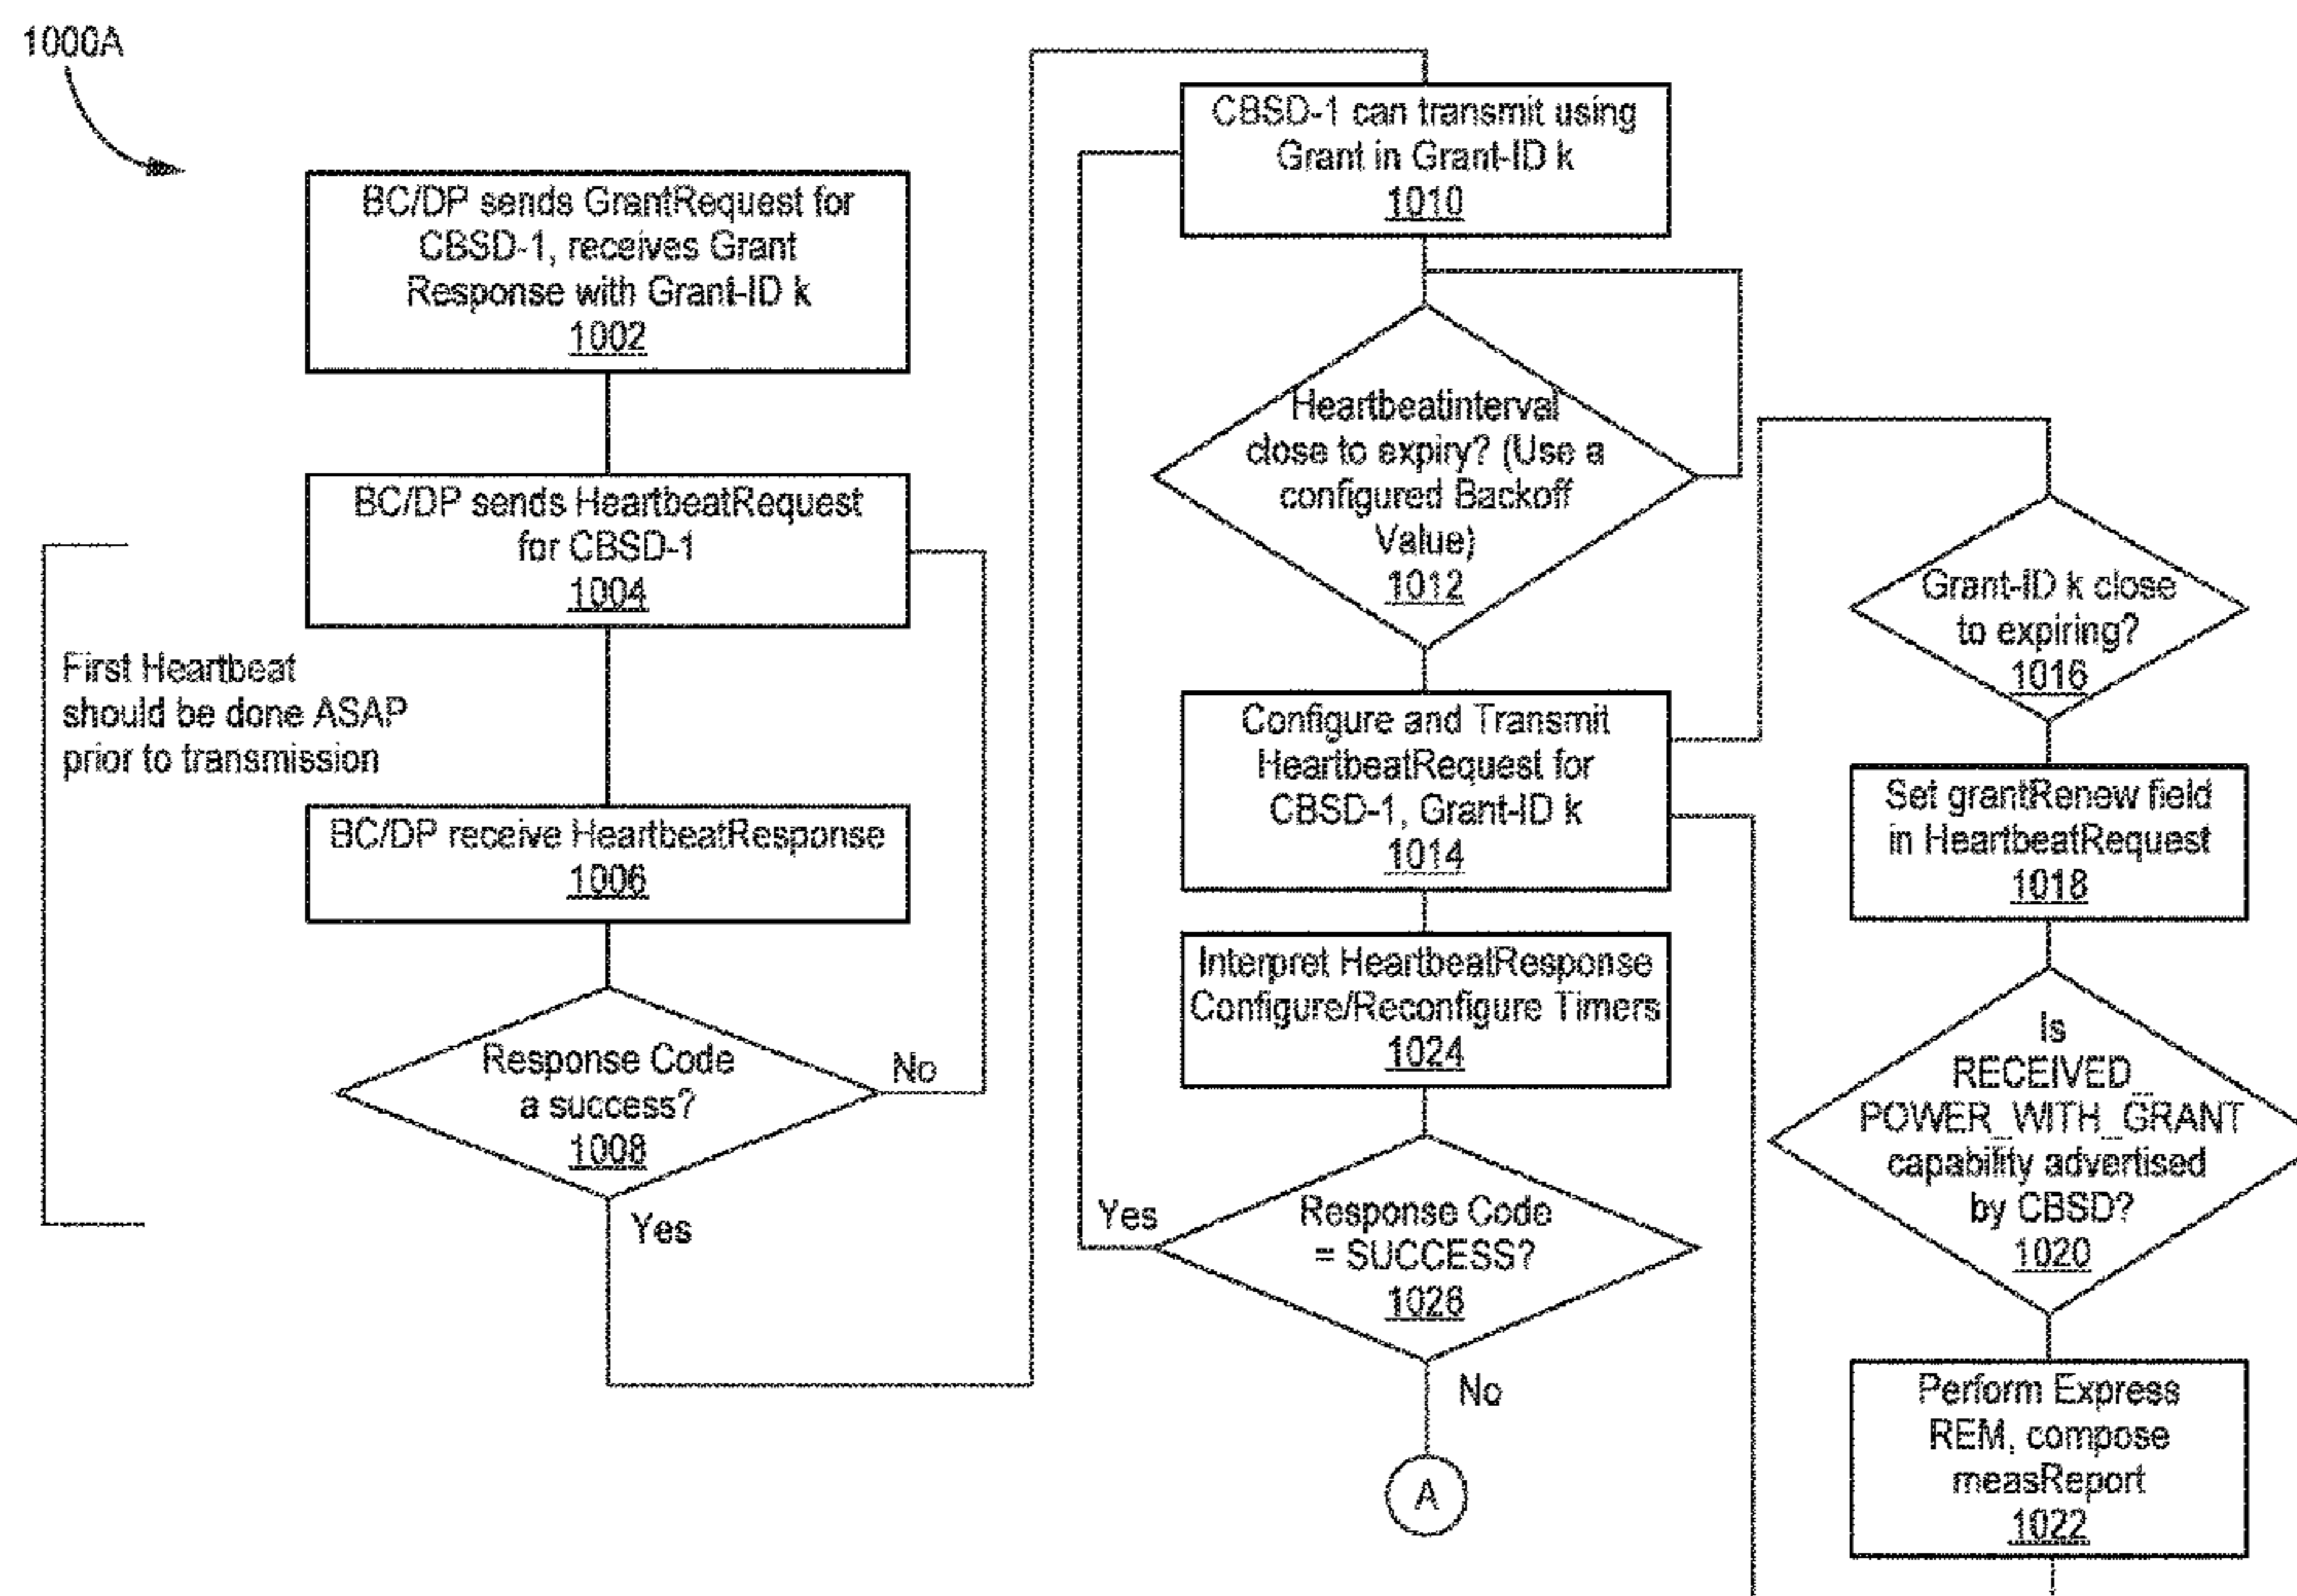 1000A
BC/DP sends GrantRequest for
CBSD-1, receives Grant
Response with Grant-ID k
1002
BC/DP sends HeartbeatRequest
for CBSD-1
1004
First Heartbeat
should be done ASAP
prior to transmission
BC/DP receive HeartbeatResponse
1006
Response Code
a success?
1008
No
Yes
CBSD-1 can transmit using
Grant in Grant-ID k
1010
Heartbeatinterval
close to expiry? (Use a
configured Backoff
Value)
1012
Configure and Transmit
HeartbeatRequest for
CBSD-1, Grant-ID k
1014
Interpret HeartbeatResponse
Configure/Reconfigure Timers
1024
Response Code
= SUCCESS?
1026
Yes
No
A
Grant-ID k close
to expiring?
1016
Set grantRenew field
in HeartbeatRequest
1018
Is
RECEIVED_
POWER_WITH_GRANT
capability advertised
by CBSD?
1020
Perform Express
REM, compose
measReport
1022